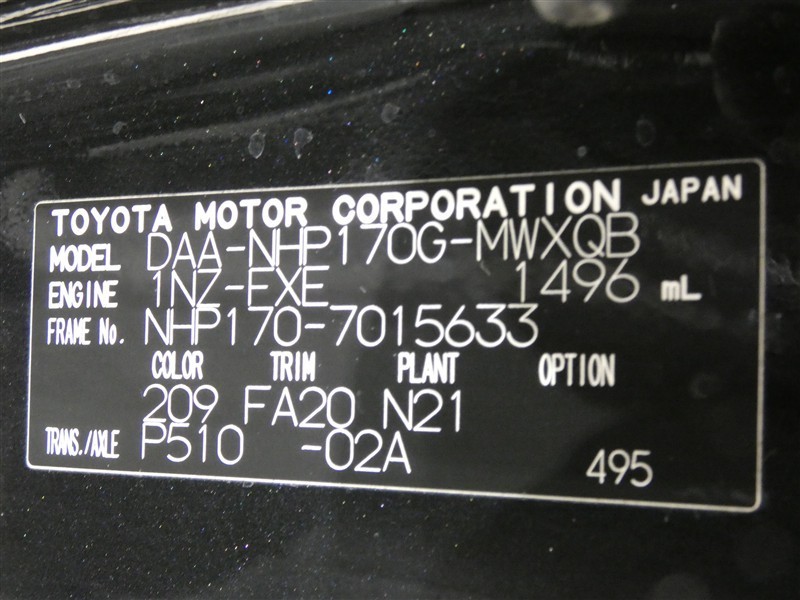 TOYOTA MOTOR CORPORATION JAPAN
MODEL DAA-NHP170G-MWXQB
ENGINE 1NZ-FXE 1496 mL
FRAME No. NHP170-7015633
COLOR TRIM PLANT OPTION
209 FA20 N21
TRANS./AXLE P510 -02A 495